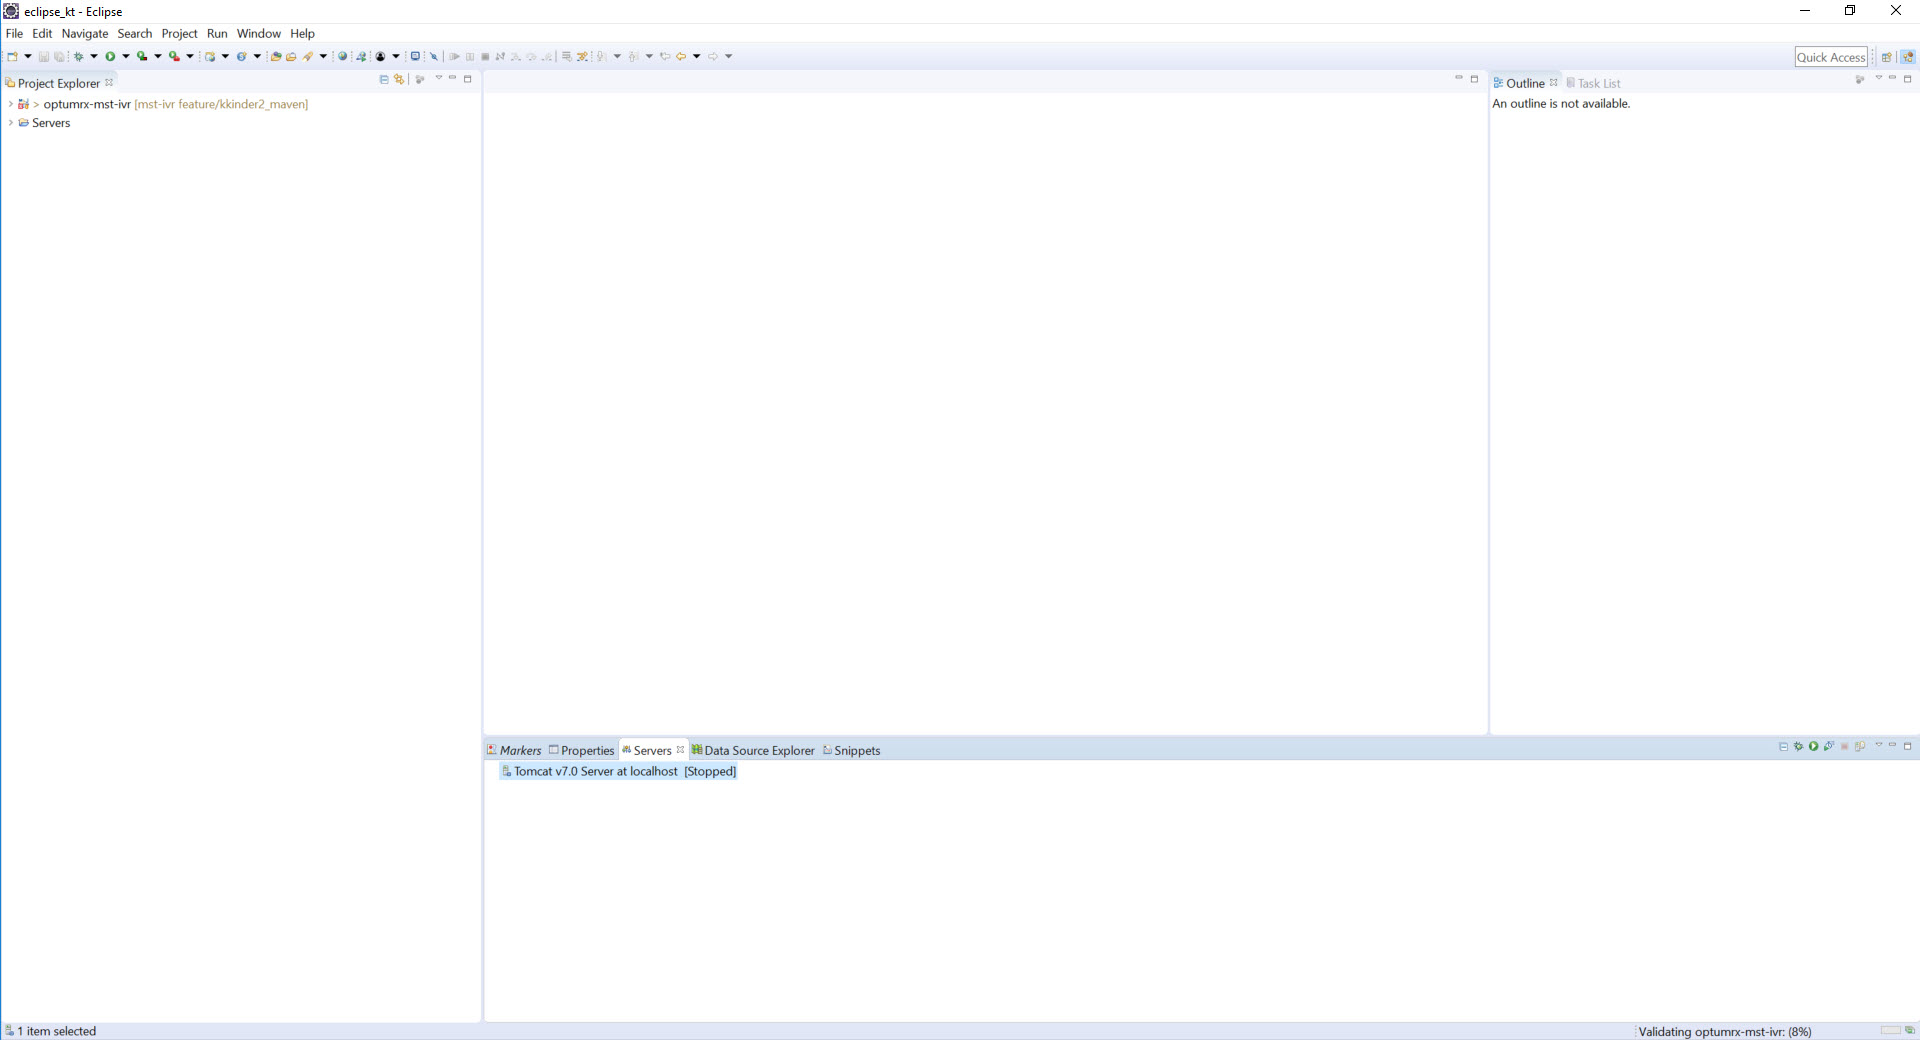 eclipse_kt - Eclipse
File Edit Navigate Search Project Run Window Help
Quick Access
Project Explorer
> optumrx-mst-ivr [mst-ivr feature/kkinder2_maven]
Servers
Outline Task List
An outline is not available.
Markers Properties Servers Data Source Explorer Snippets
Tomcat v7.0 Server at localhost [Stopped]
1 item selected
Validating optumrx-mst-ivr: (8%)